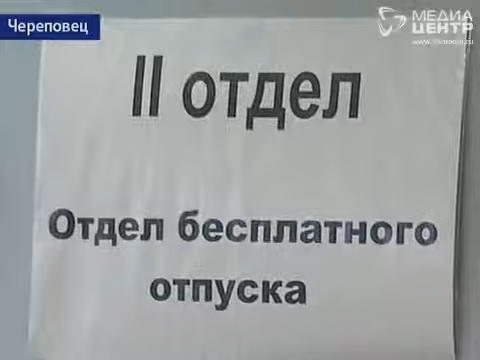 Череповец
МЕДИА
ЦЕНТР
II отдел
Отдел бесплатного
отпуска